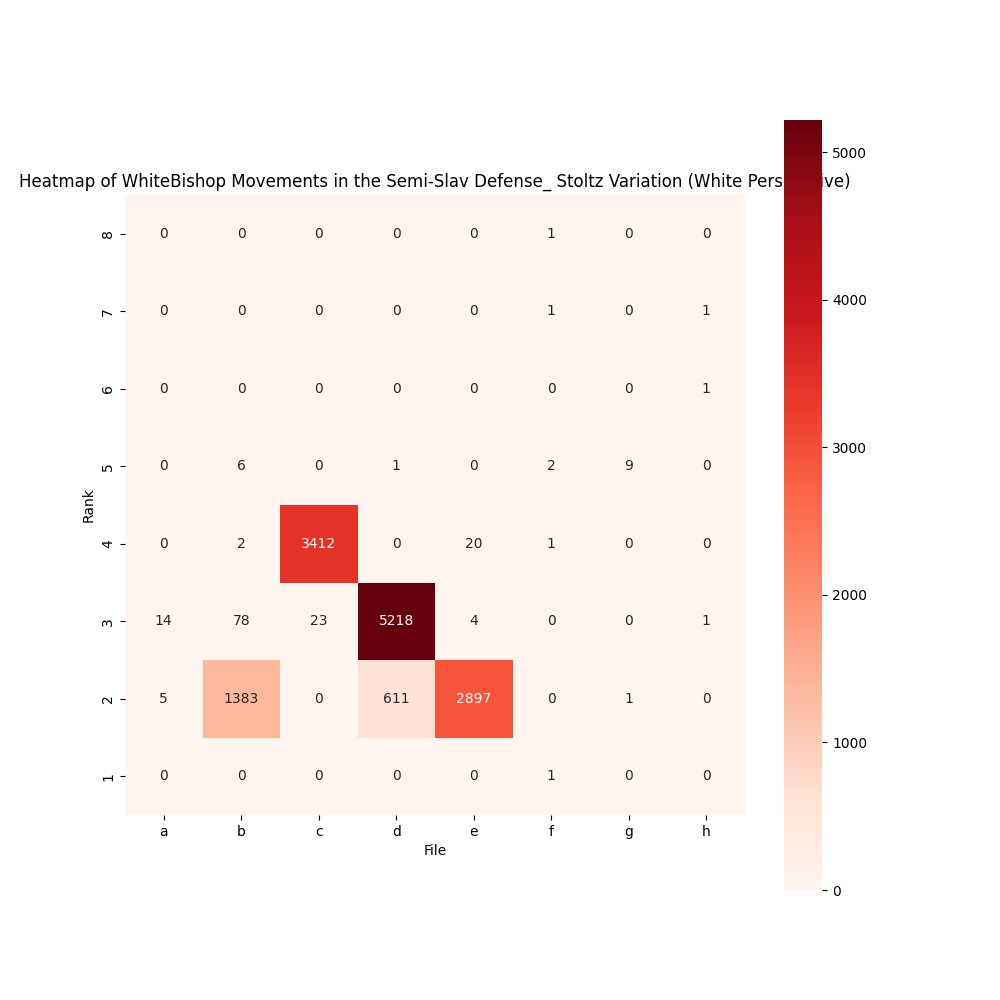 Heatmap of WhiteBishop Movements in the Semi-Slav Defense_ Stoltz Variation (White Pers ive)
8 0 0 0 0 0 1 0 0
7 0 0 0 0 0 1 0 1
6 0 0 0 0 0 0 0 1
5 0 6 0 1 0 2 9 0
4 0 2 3412 0 20 1 0 0
3 14 78 23 5218 4 0 0 1
2 5 1383 0 611 2897 0 1 0
1 0 0 0 0 0 1 0 0
a b c d e f g h
File
Rank
5000
4000
3000
2000
1000
0